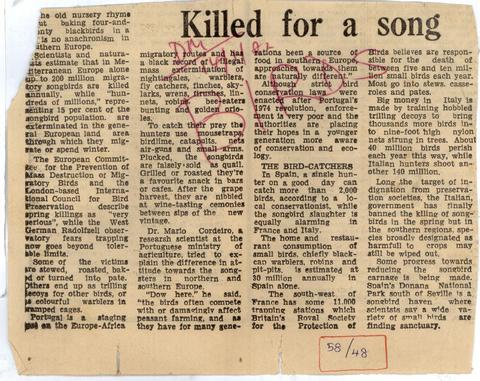 Killed for a song
the old nursery rhyme
but baking four-and-
twenty blackbirds in a
is no anachronism in
southern Europe.
Scientists and natura-
ists estimate that in Me-
diterranean Europe alone
up to 200 million migra-
tory songbirds are killed
annually, while "hun-
dreds of millions," repre-
senting 15 per cent of the
songbird population are
exterminated in the gene-
ral European land area
through which they mig-
rate or spend winter.
The European Commit-
tee for the Prevention of
Mass Destruction of Mig-
ratory Birds and the
London-based Interna-
tional Council for Bird
Preservation describe
spring killings as "very
serious", while the West
German Radolfzell observ-
atory fears trapping
now goes beyond toler-
able limits.
Some of the victims
are stewed, roasted, bak-
ed or turned into pate.
Others end up as trilling
decoys for other birds, or
as colourful warblers in
cramped cages.
Portugal is a staging
post on the Europe-Africa
migratory routes and has
a black record of illegal
mass extermination of
nightingales, warblers,
fly catchers, finches, sky-
larks, wrens, thrushes, lin-
nets, robins, bee-eaters
bunting and golden orio-
les.
To catch their prey the
hunters use mousetraps,
birdlime, catapults, nets
air-guns and small-arms.
Plucked, the songbirds
are rarely sold as quail.
Grilled or roasted they're
a favourite snack in bars
or cafes. After the grape
harvest, they are nibbled
at wine-tasting ceremonies
between sips of the new
vintage.
Dr. Mario Cordeiro, a
research scientist at the
Portuguese ministry of
agriculture, tried to ex-
plain the difference in at-
titude towards the song-
sters in northern and
southern Europe.
"Dow here," he said,
"the birds often compete
with or damagingly affect
peasant farming, and as
they have for many gene-
rations been a source of
food in southern
approaches towards them
are naturally different."
Very strict bird
conservation laws were
enacted after Portugal's
1974 revolution enforce-
ment is very poor and the
authorities are placing
their hopes in a younger
generation more aware
of conservation and eco-
logy.
THE BIRD-CATCHERS
In Spain, a single hun-
ter on a good day can
catch more than 2,000
birds, according to a lo-
cal conservationist, while
the songbird slaughter is
equally alarming in
France and Italy.
The home and restau-
rant consumption of
small birds, chiefly black-
can warblers, robins and
pit-pits, is estimated at
30 million annually in
Spain alone.
The south-west of
France has some 11,000
trapping stations which
Britain's Royal Society
for the Protection of
Birds believes are respon-
sible for the death of
between five and ten mil-
lion small birds each year.
Most go into stews, casse-
roles and pates.
Big money in Italy is
made by training hobbled
trilling decoys to bring
thousands more birds in-
to nine-foot high nylon
nets strung in trees. About
40 million birds perish
each year this way, while
Italian hunters shoot ano-
ther 140 million.
Long the target of in-
dignation from preserva-
tion societies, the Italian
government has finally
banned the killing of song-
birds in the spring but in
the southern regions, spe-
cies broadly designated as
harmful to crops may
still be wiped out.
Some progress towards
reducing the songbird
carnage is being made.
Spain's Donana National
Park south of Seville is a
songbird haven where
scientists saw a wide va-
riety of small birds are
finding sanctuary.
BIRDS
58/48